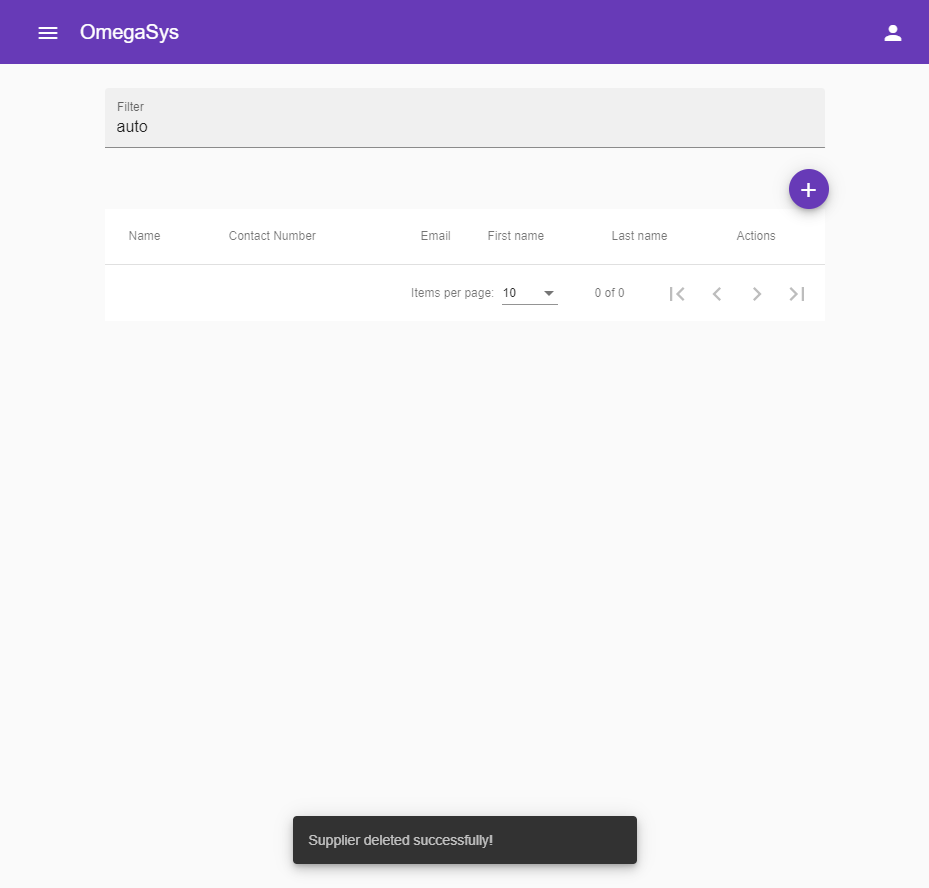 OmegaSys
Filter
auto
Name Contact Number Email First name Last name Actions
Items per page: 10 0 of 0
Supplier deleted successfully!